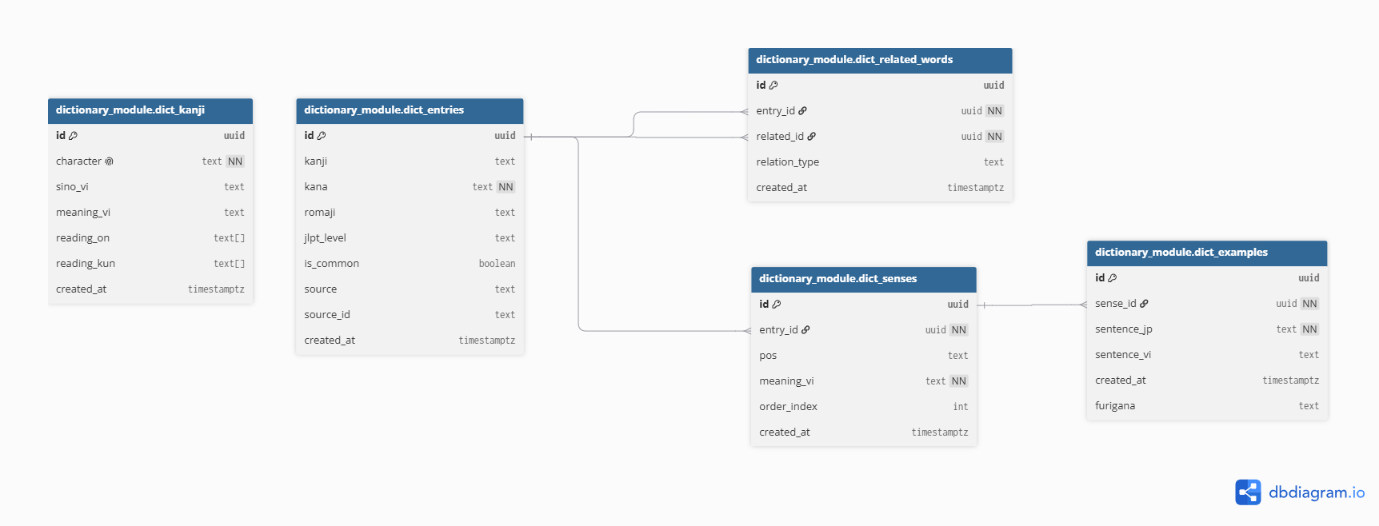 dictionary_module.dict_kanji
id uuid
character text NN
sino_vi text
meaning_vi text
reading_on text[]
reading_kun text[]
created_at timestamptz
dictionary_module.dict_entries
id uuid
kanji text
kana text NN
romaji text
jlpt_level text
is_common boolean
source text
source_id text
created_at timestamptz
dictionary_module.dict_related_words
id uuid
entry_id uuid NN
related_id uuid NN
relation_type text
created_at timestamptz
dictionary_module.dict_senses
id uuid
entry_id uuid NN
pos text
meaning_vi text NN
order_index int
created_at timestamptz
dictionary_module.dict_examples
id uuid
sense_id uuid NN
sentence_jp text NN
sentence_vi text
created_at timestamptz
furigana text
dbdiagram.io